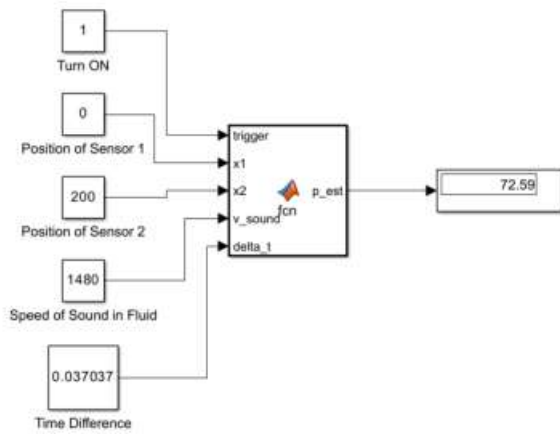 1
Turn ON
0
Position of Sensor 1
200
Position of Sensor 2
1480
Speed of Sound in Fluid
0.037037
Time Difference
trigger
x1
x2
v_sound
delta_t
p_est
fcn
72.59